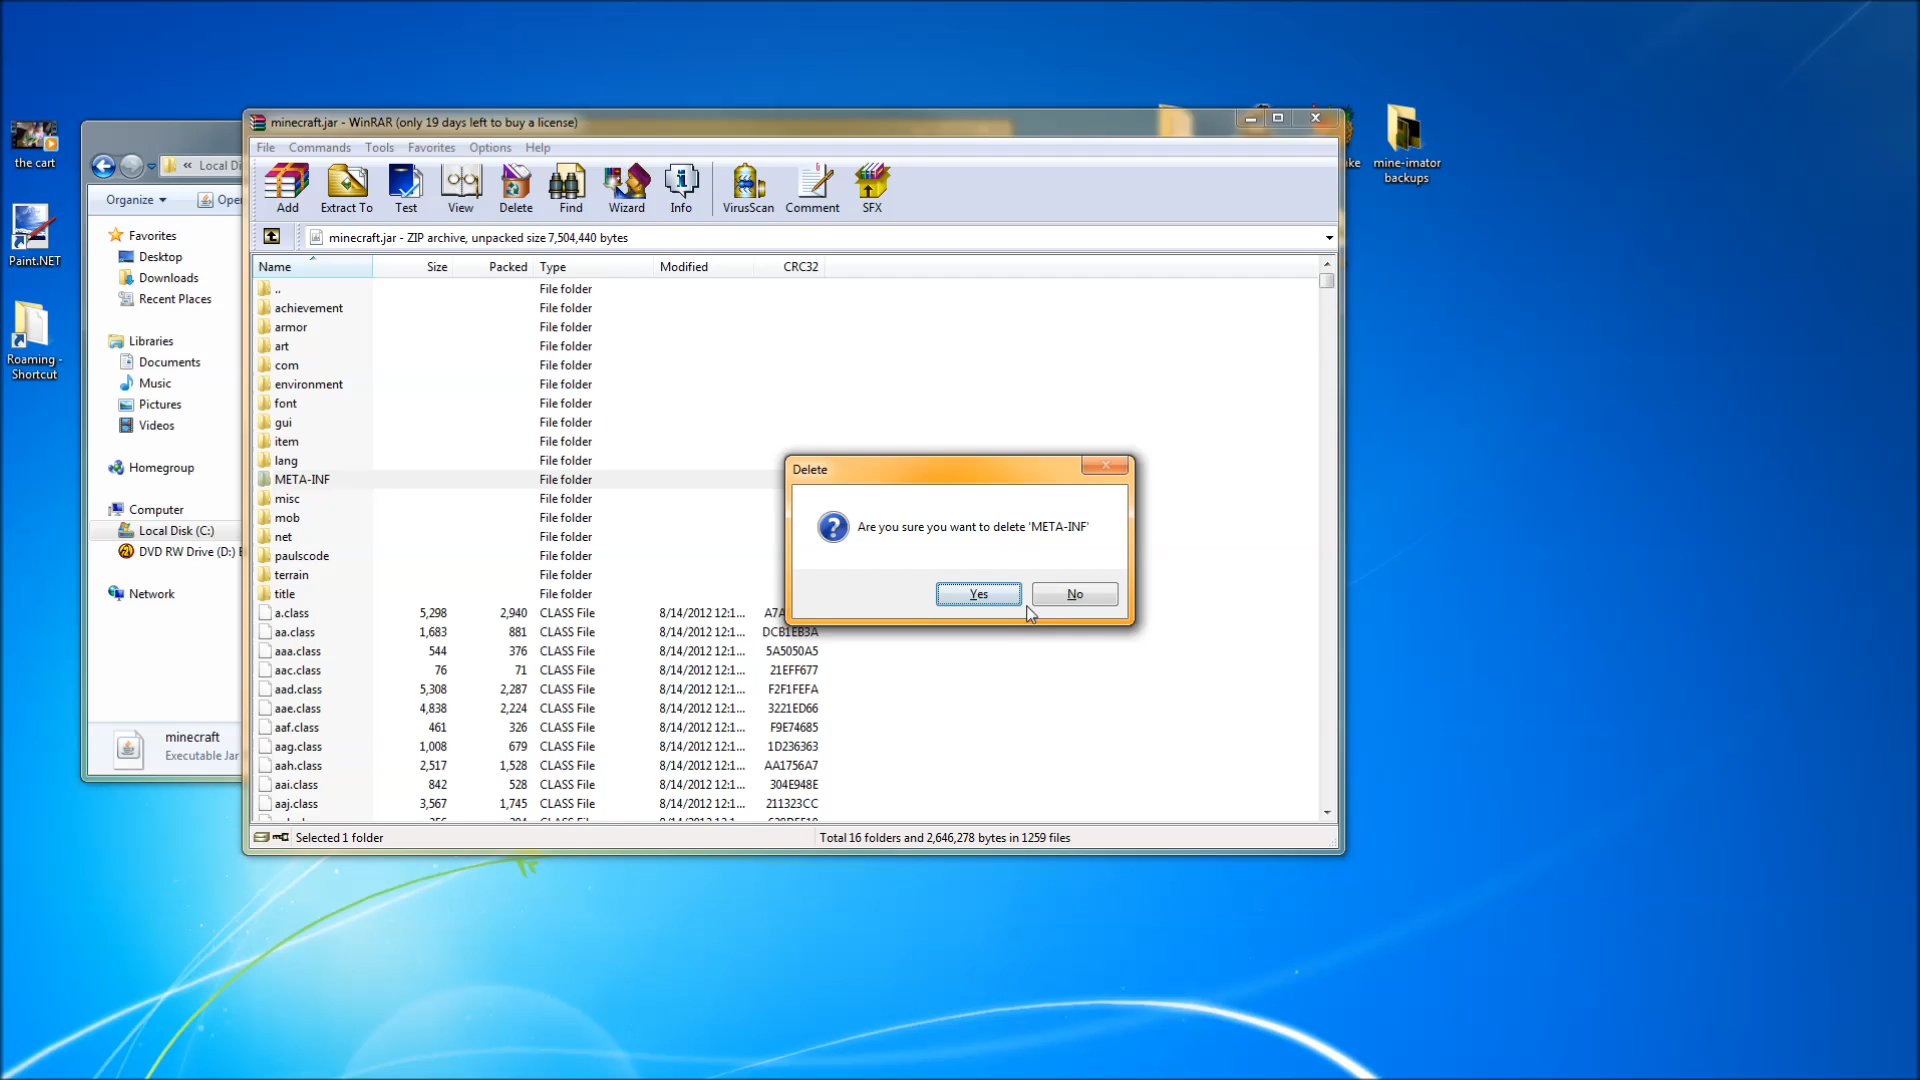 the cart
Paint.NET
Roaming -
Shortcut
mine-imator
backups
Local Di
Organize
Ope
Favorites
Desktop
Downloads
Recent Places
Libraries
Documents
Music
Pictures
Videos
Homegroup
Computer
Local Disk (C:)
DVD RW Drive (D:)
Network
minecraft
Executable Jar
minecraft.jar - WinRAR (only 19 days left to buy a license)
File Commands Tools Favorites Options Help
Add Extract To Test View Delete Find Wizard Info VirusScan Comment SFX
minecraft.jar - ZIP archive, unpacked size 7,504,440 bytes
Name Size Packed Type Modified CRC32
.. File folder
achievement File folder
armor File folder
art File folder
com File folder
environment File folder
font File folder
gui File folder
item File folder
lang File folder
META-INF File folder
misc File folder
mob File folder
net File folder
paulscode File folder
terrain File folder
title File folder
a.class 5,298 2,940 CLASS File 8/14/2012 12:1... A7A
aa.class 1,683 881 CLASS File 8/14/2012 12:1... DCB1EB3A
aaa.class 544 376 CLASS File 8/14/2012 12:1... 5A5050A5
aac.class 76 71 CLASS File 8/14/2012 12:1... 21EFF677
aad.class 5,308 2,287 CLASS File 8/14/2012 12:1... F2F1FEFA
aae.class 4,838 2,224 CLASS File 8/14/2012 12:1... 3221ED66
aaf.class 461 326 CLASS File 8/14/2012 12:1... F9E74685
aag.class 1,008 679 CLASS File 8/14/2012 12:1... 1D236363
aah.class 2,517 1,528 CLASS File 8/14/2012 12:1... AA1756A7
aai.class 842 528 CLASS File 8/14/2012 12:1... 304E948E
aaj.class 3,567 1,745 CLASS File 8/14/2012 12:1... 211323CC
Selected 1 folder
Total 16 folders and 2,646,278 bytes in 1259 files
Delete
Are you sure you want to delete 'META-INF'
Yes No